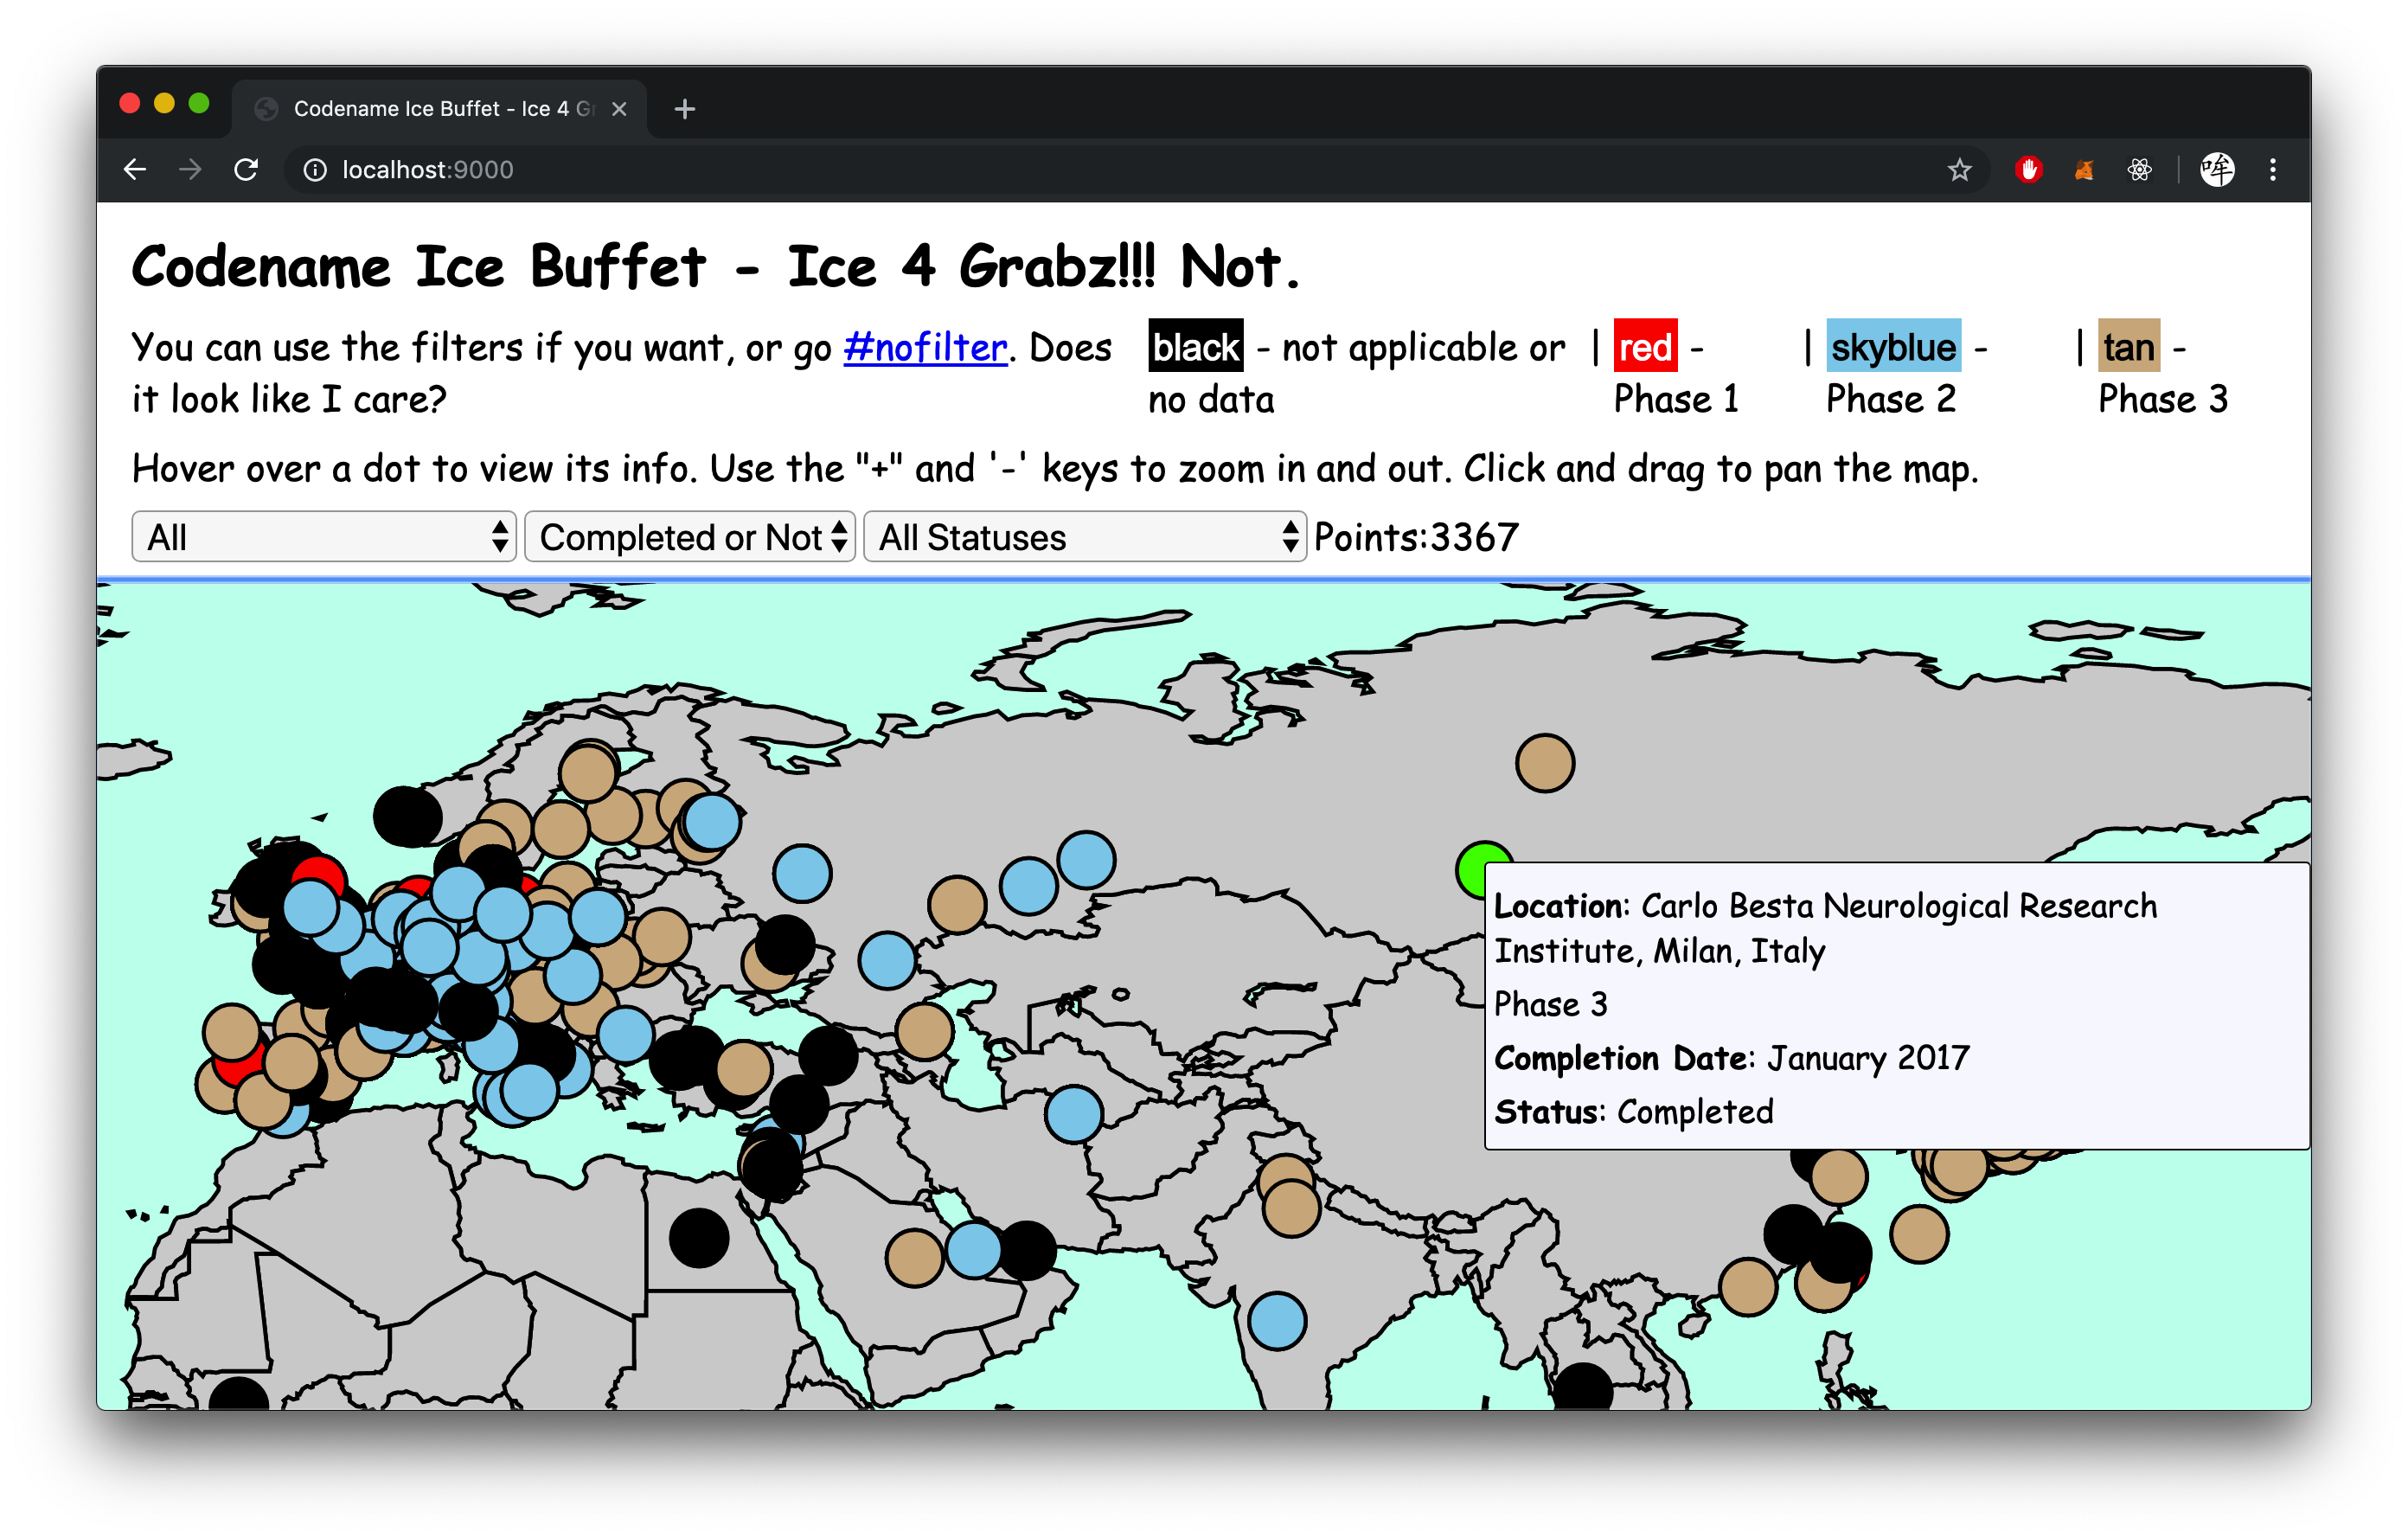 Codename Ice Buffet - Ice 4 Gr
localhost:9000
哞
Codename Ice Buffet - Ice 4 Grabz!!! Not.
You can use the filters if you want, or go #nofilter. Does
it look like I care?
black - not applicable or
no data
| red -
Phase 1
| skyblue -
Phase 2
| tan -
Phase 3
Hover over a dot to view its info. Use the "+" and '-' keys to zoom in and out. Click and drag to pan the map.
All
Completed or Not
All Statuses
Points:3367
Location: Carlo Besta Neurological Research
Institute, Milan, Italy
Phase 3
Completion Date: January 2017
Status: Completed